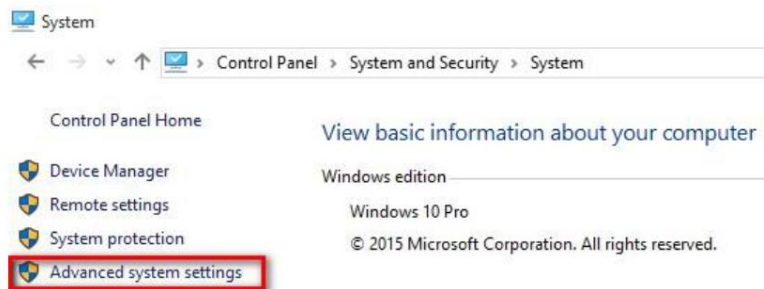 System
Control Panel > System and Security > System
Control Panel Home
View basic information about your computer
Device Manager
Windows edition
Remote settings
Windows 10 Pro
System protection
© 2015 Microsoft Corporation. All rights reserved.
Advanced system settings